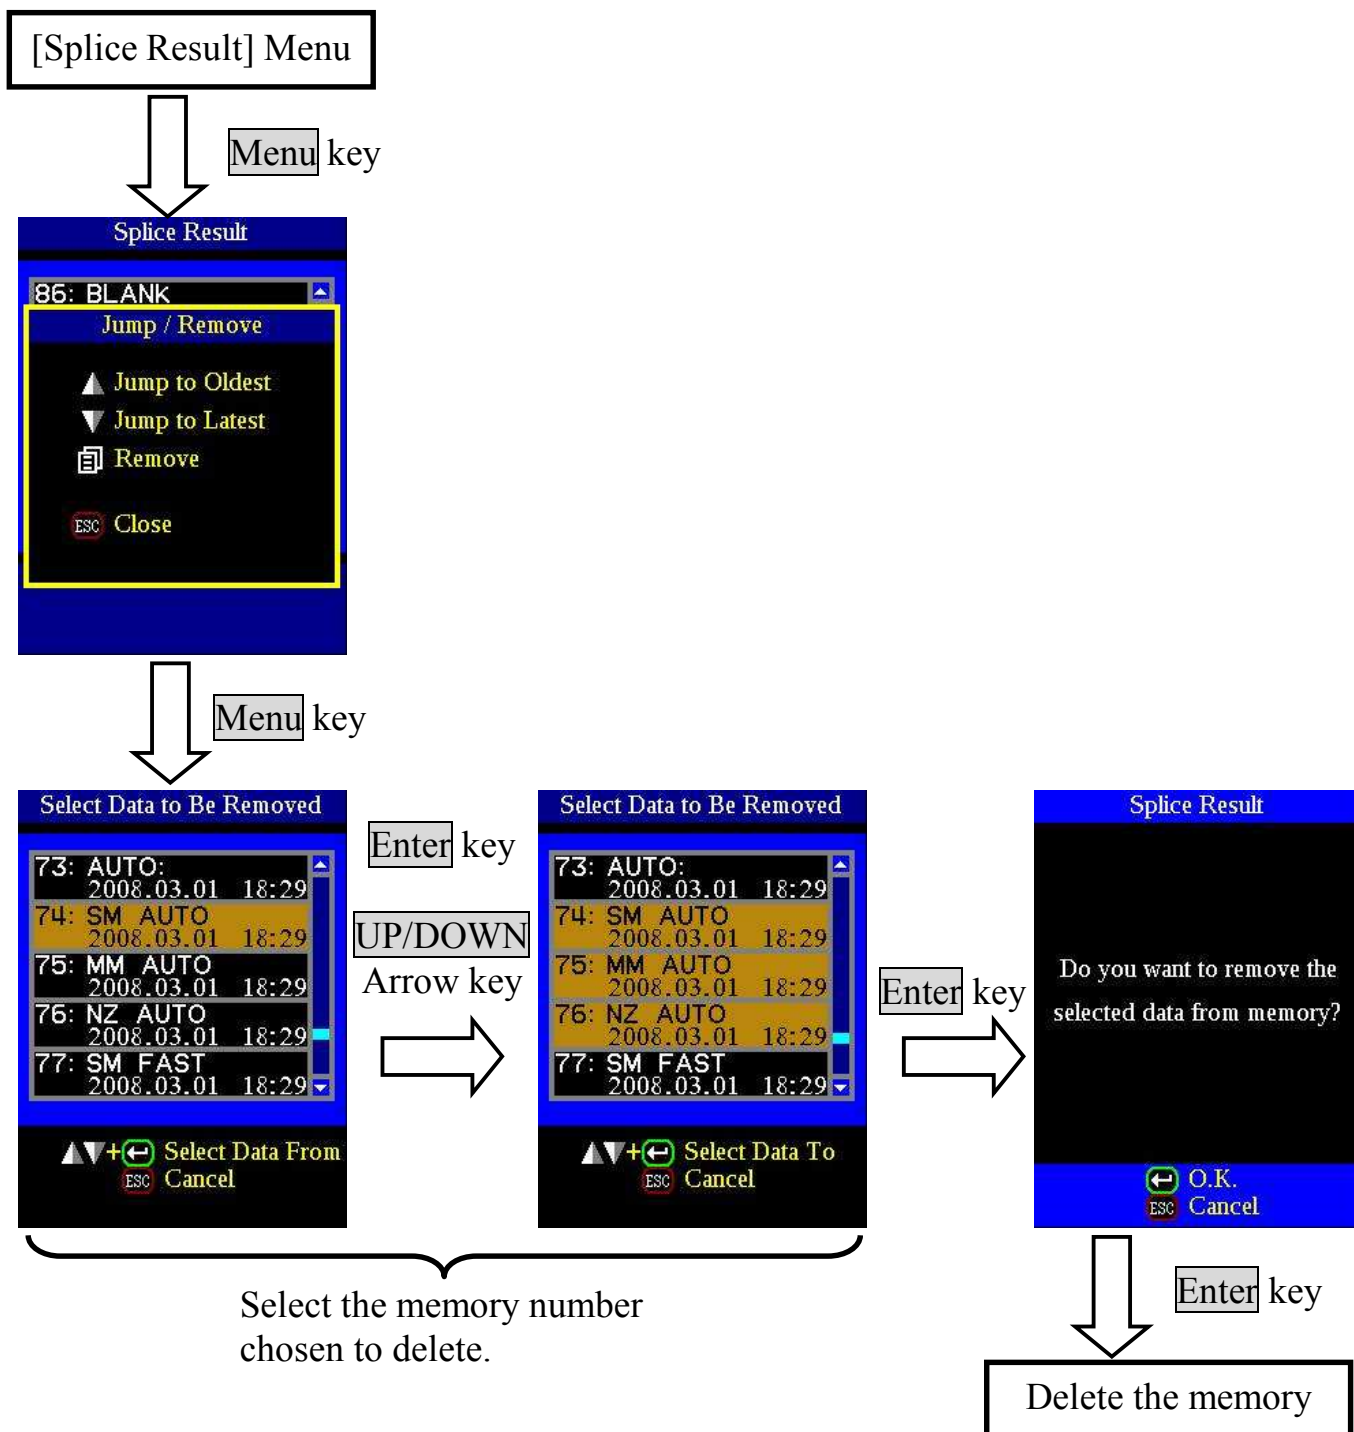 [Splice Result] Menu
Menu key
Splice Result
86: BLANK
Jump / Remove
Jump to Oldest
Jump to Latest
Remove
ESC Close
Menu key
Select Data to Be Removed
73: AUTO:
2008.03.01 18:29
74: SM AUTO
2008.03.01 18:29
75: MM AUTO
2008.03.01 18:29
76: NZ AUTO
2008.03.01 18:29
77: SM FAST
2008.03.01 18:29
+ Select Data From
ESC Cancel
Enter key
UP/DOWN
Arrow key
Select Data to Be Removed
73: AUTO:
2008.03.01 18:29
74: SM AUTO
2008.03.01 18:29
75: MM AUTO
2008.03.01 18:29
76: NZ AUTO
2008.03.01 18:29
77: SM FAST
2008.03.01 18:29
+ Select Data To
ESC Cancel
Enter key
Splice Result
Do you want to remove the
selected data from memory?
O.K.
ESC Cancel
Select the memory number
chosen to delete.
Enter key
Delete the memory